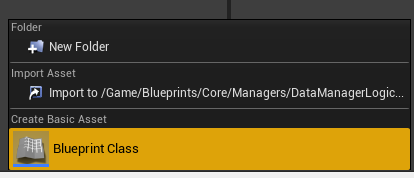 Folder
New Folder
Import Asset
Import to /Game/Blueprints/Core/Managers/DataManagerLogic...
Create Basic Asset
Blueprint Class